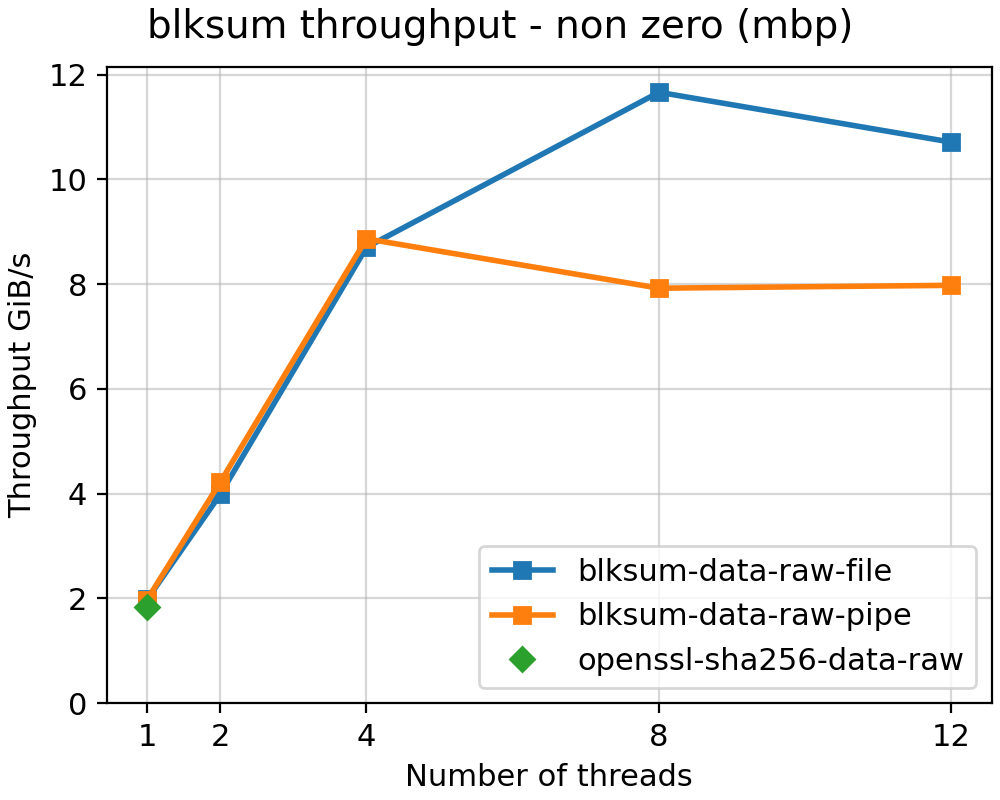 blksum throughput - non zero (mbp)
12
10
8
6
4
2
0
Throughput GiB/s
blksum-data-raw-file
blksum-data-raw-pipe
openssl-sha256-data-raw
1 2 4 8 12
Number of threads